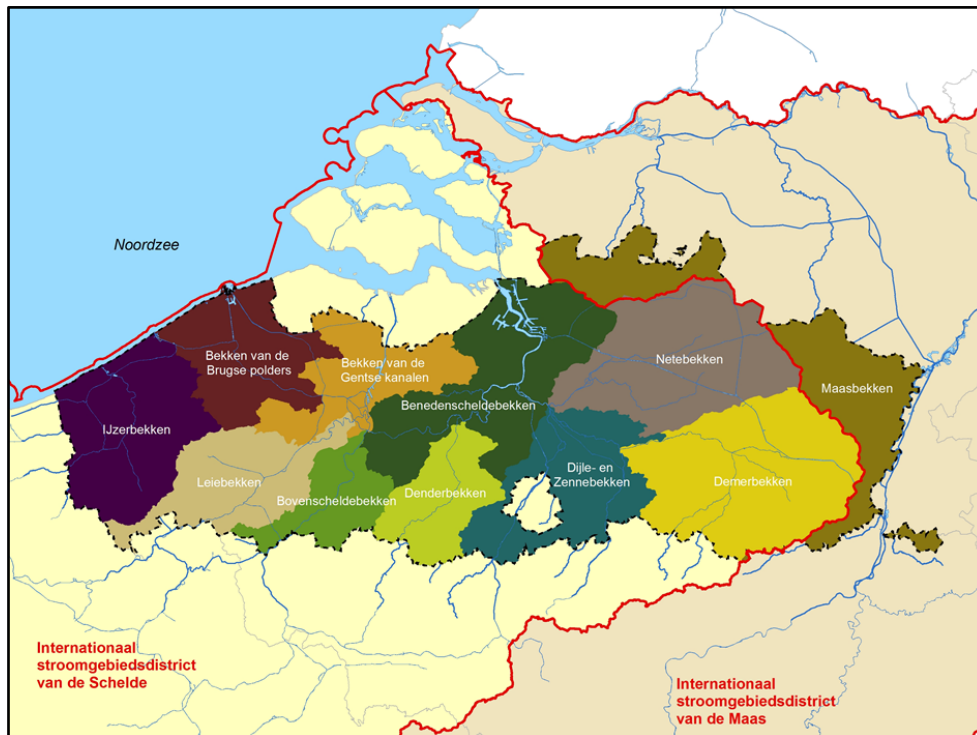 Noordzee
Bekken van de
Brugse polders
Bekken van de
Gentse kanalen
Netebekken
Maasbekken
Benedenscheldebekken
IJzerbekken
Leiebekken
Bovenscheldebekken
Denderbekken
Dijle- en
Zennebekken
Demerbekken
Internationaal
stroomgebiedsdistrict
van de Schelde
Internationaal
stroomgebiedsdistrict
van de Maas